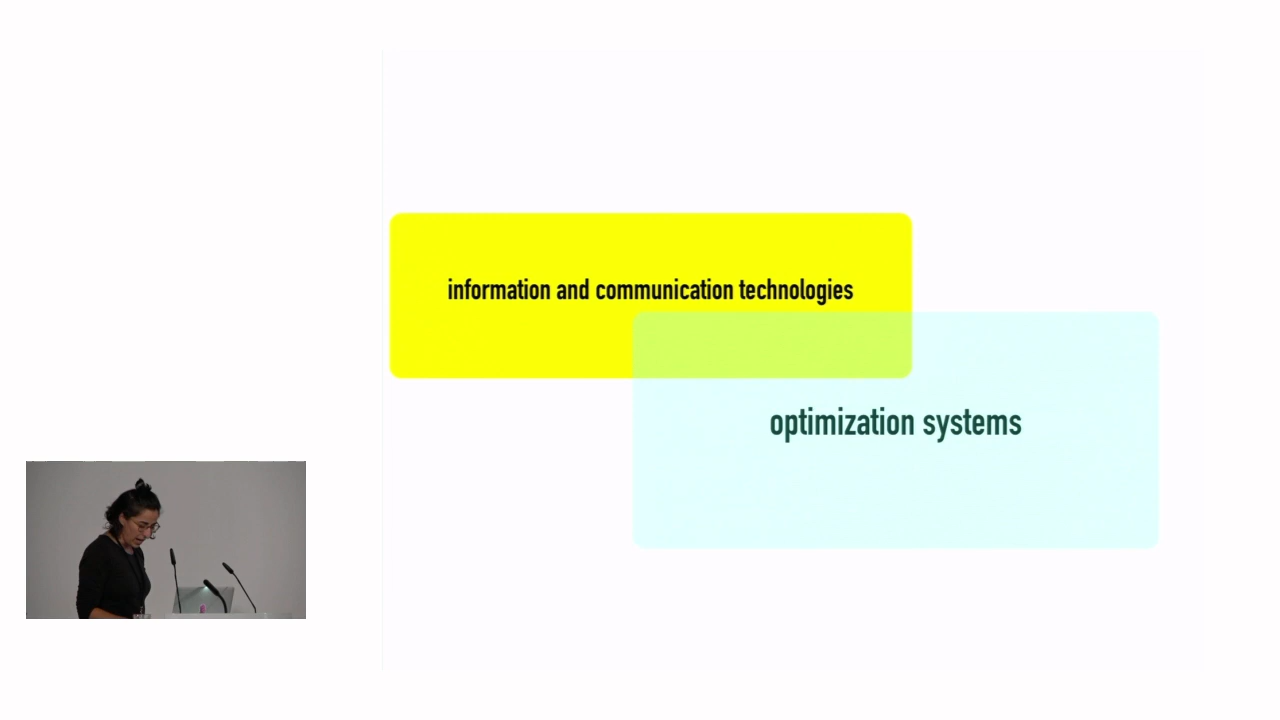 information and communication technologies
optimization systems